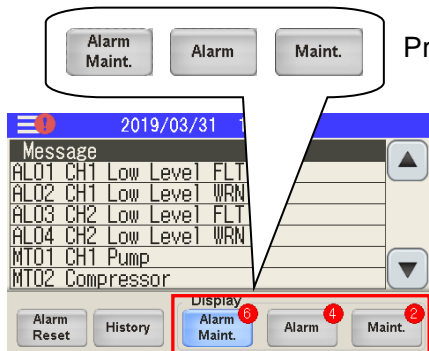 Alarm
Maint.
Alarm
Maint.
Pr
2019/03/31 1
Message
AL01 CH1 Low Level FLT
AL02 CH1 Low Level WRN
AL03 CH2 Low Level FLT
AL04 CH2 Low Level WRN
MT01 CH1 Pump
MT02 Compressor
Display
Alarm
Reset
History
Alarm
Maint.
6
Alarm
4
Maint.
2